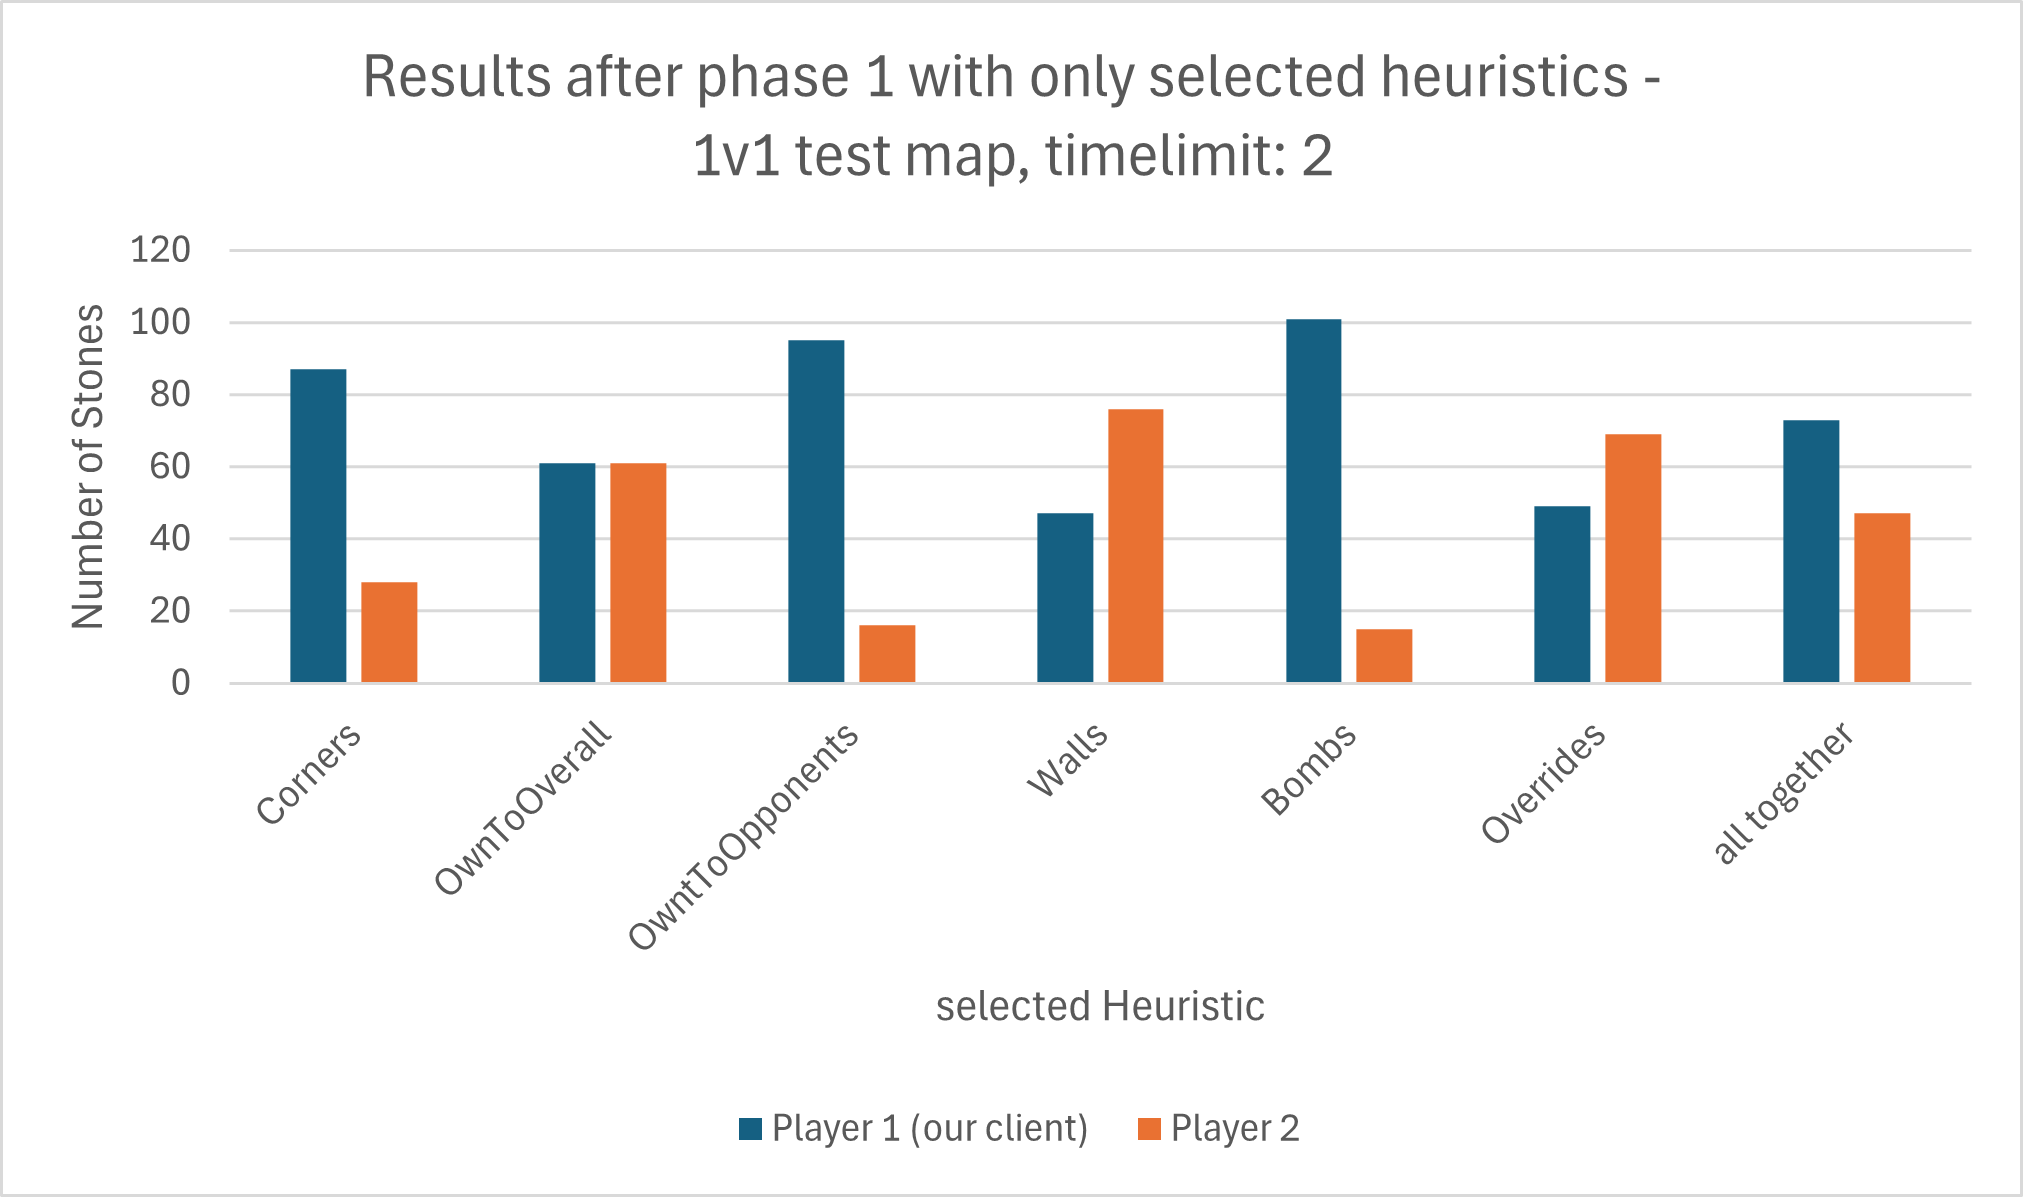 Results after phase 1 with only selected heuristics -
1v1 test map, timelimit: 2
Number of Stones
120
100
80
60
40
20
0
Corners
OwnToOverall
OwntToOpponents
Walls
Bombs
Overrides
all together
selected Heuristic
Player 1 (our client)
Player 2